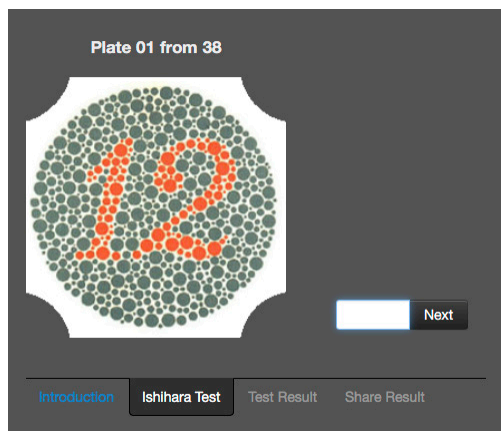 Plate 01 from 38
12
Next
Introduction Ishihara Test Test Result Share Result